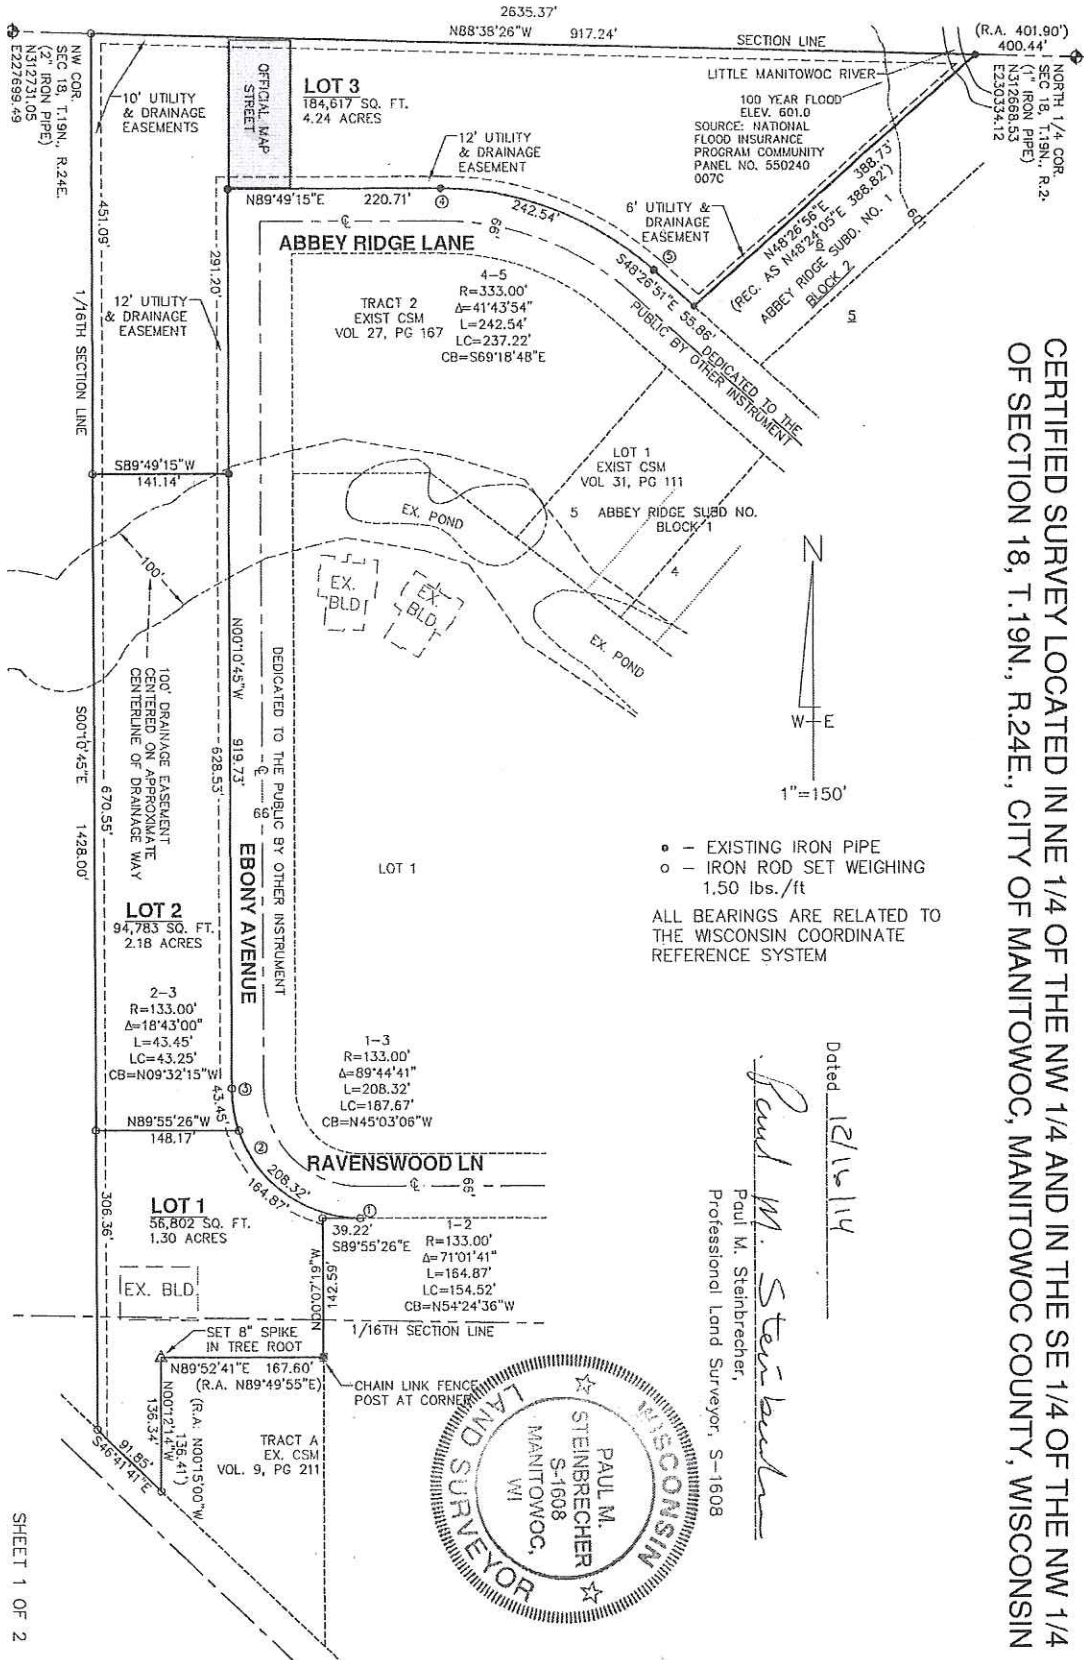 CERTIFIED SURVEY LOCATED IN NE 1/4 OF THE NW 1/4 AND IN THE SE 1/4 OF THE NW 1/4
OF SECTION 18, T.19N., R.24E., CITY OF MANITOWOC, MANITOWOC COUNTY, WISCONSIN
2635.37'
N88°38'26"W 917.24'
SECTION LINE
(R.A. 401.90')
400.44'
NORTH 1/4 COR.
SEC 18, T.19N., R.2
(1" IRON PIPE)
N312668.53
E230334.12
NW COR.
SEC 18, T.19N., R.24E.
(2" IRON PIPE)
N312731.05
E227699.49
10' UTILITY
& DRAINAGE
EASEMENTS
OFFICIAL MAP
STREET
LOT 3
184,617 SQ. FT.
4.24 ACRES
12' UTILITY
& DRAINAGE
EASEMENT
LITTLE MANITOWOC RIVER
100 YEAR FLOOD
ELEV. 601.0
SOURCE: NATIONAL
FLOOD INSURANCE
PROGRAM COMMUNITY
PANEL NO. 550240
007C
6' UTILITY &
DRAINAGE
EASEMENT
388.73'
N48°26'56"E
(REC. AS N48°24'05"E 388.82')
ABBEY RIDGE SUBD. NO. 1
BLOCK 2
6
5
60'
N89°49'15"E 220.71'
4
242.54'
5
S48°26'51"E 55.86'
DEDICATED TO THE
PUBLIC BY OTHER INSTRUMENT
66'
ABBEY RIDGE LANE
451.09'
291.20'
1/16TH SECTION LINE
12' UTILITY
& DRAINAGE
EASEMENT
TRACT 2
EXIST CSM
VOL 27, PG 167
4-5
R=333.00'
Δ=41°43'54"
L=242.54'
LC=237.22'
CB=S69°18'48"E
S89°49'15"W
141.14'
LOT 1
EXIST CSM
VOL 31, PG 111
5 ABBEY RIDGE SUBD NO.
BLOCK 1
4
EX. POND
EX.
BLD
EX.
BLD
EX. POND
100'
100' DRAINAGE EASEMENT
CENTERED ON APPROXIMATE
CENTERLINE OF DRAINAGE WAY
N00°10'45"W 919.73'
DEDICATED TO THE PUBLIC BY OTHER INSTRUMENT
628.53'
66'
S00°10'45"E 1428.00'
670.55'
EBONY AVENUE
N
W E
1"=150'
LOT 1
- EXISTING IRON PIPE
- IRON ROD SET WEIGHING
1.50 lbs./ft
ALL BEARINGS ARE RELATED TO
THE WISCONSIN COORDINATE
REFERENCE SYSTEM
LOT 2
94,783 SQ. FT.
2.18 ACRES
2-3
R=133.00'
Δ=18°43'00"
L=43.45'
LC=43.25'
CB=N09°32'15"W
1-3
R=133.00'
Δ=89°44'41"
L=208.32'
LC=187.67'
CB=N45°03'06"W
3
43.45'
N89°55'26"W
148.17'
2
208.32'
164.87'
RAVENSWOOD LN
66'
1
39.22'
S89°55'26"E
1-2
R=133.00'
Δ=71°01'41"
L=164.87'
LC=154.52'
CB=N54°24'36"W
LOT 1
56,802 SQ. FT.
1.30 ACRES
306.36'
142.59'
EX. BLD
1/16TH SECTION LINE
SET 8" SPIKE
IN TREE ROOT
N89°52'41"E 167.60'
(R.A. N89°49'55"E)
CHAIN LINK FENCE
POST AT CORNER
(R.A. N00°15'00"W
136.41')
N00°12'14"W
136.34'
TRACT A
EX. CSM
VOL. 9, PG 211
91.85'
S46°41'41"E
Dated 12/16/14
Paul M. Steinbrecher
Paul M. Steinbrecher,
Professional Land Surveyor, S-1608
WISCONSIN
PAUL M.
STEINBRECHER
S-1608
MANITOWOC,
WI
LAND SURVEYOR
SHEET 1 OF 2